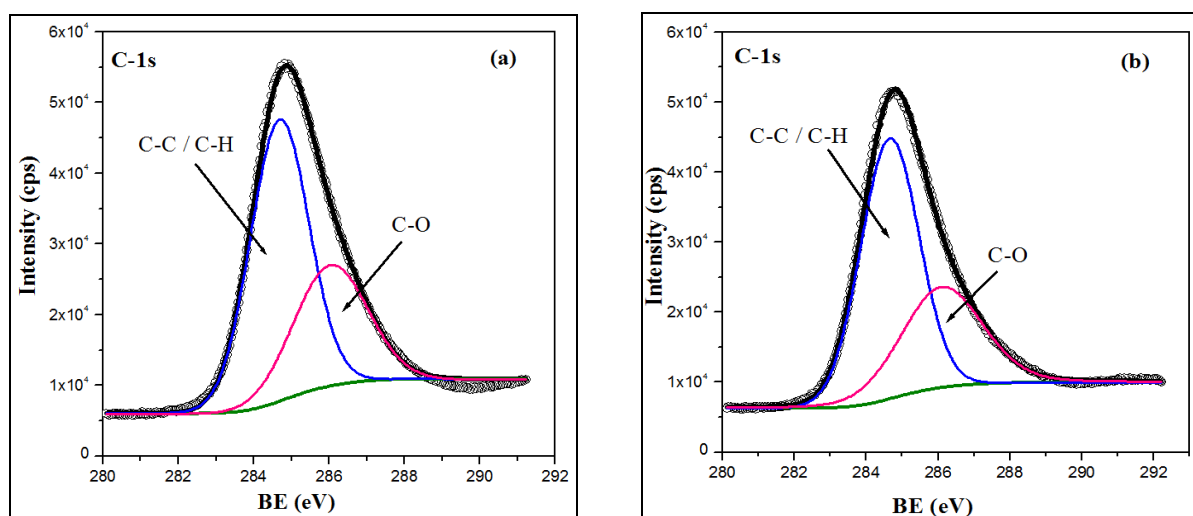 C-1s
(a)
C-C / C-H
C-O
Intensity (cps)
6x10⁴
5x10⁴
4x10⁴
3x10⁴
2x10⁴
1x10⁴
0
280 282 284 286 288 290 292
BE (eV)
C-1s
(b)
C-C / C-H
C-O
Intensity (cps)
6x10⁴
5x10⁴
4x10⁴
3x10⁴
2x10⁴
1x10⁴
0
280 282 284 286 288 290 292
BE (eV)